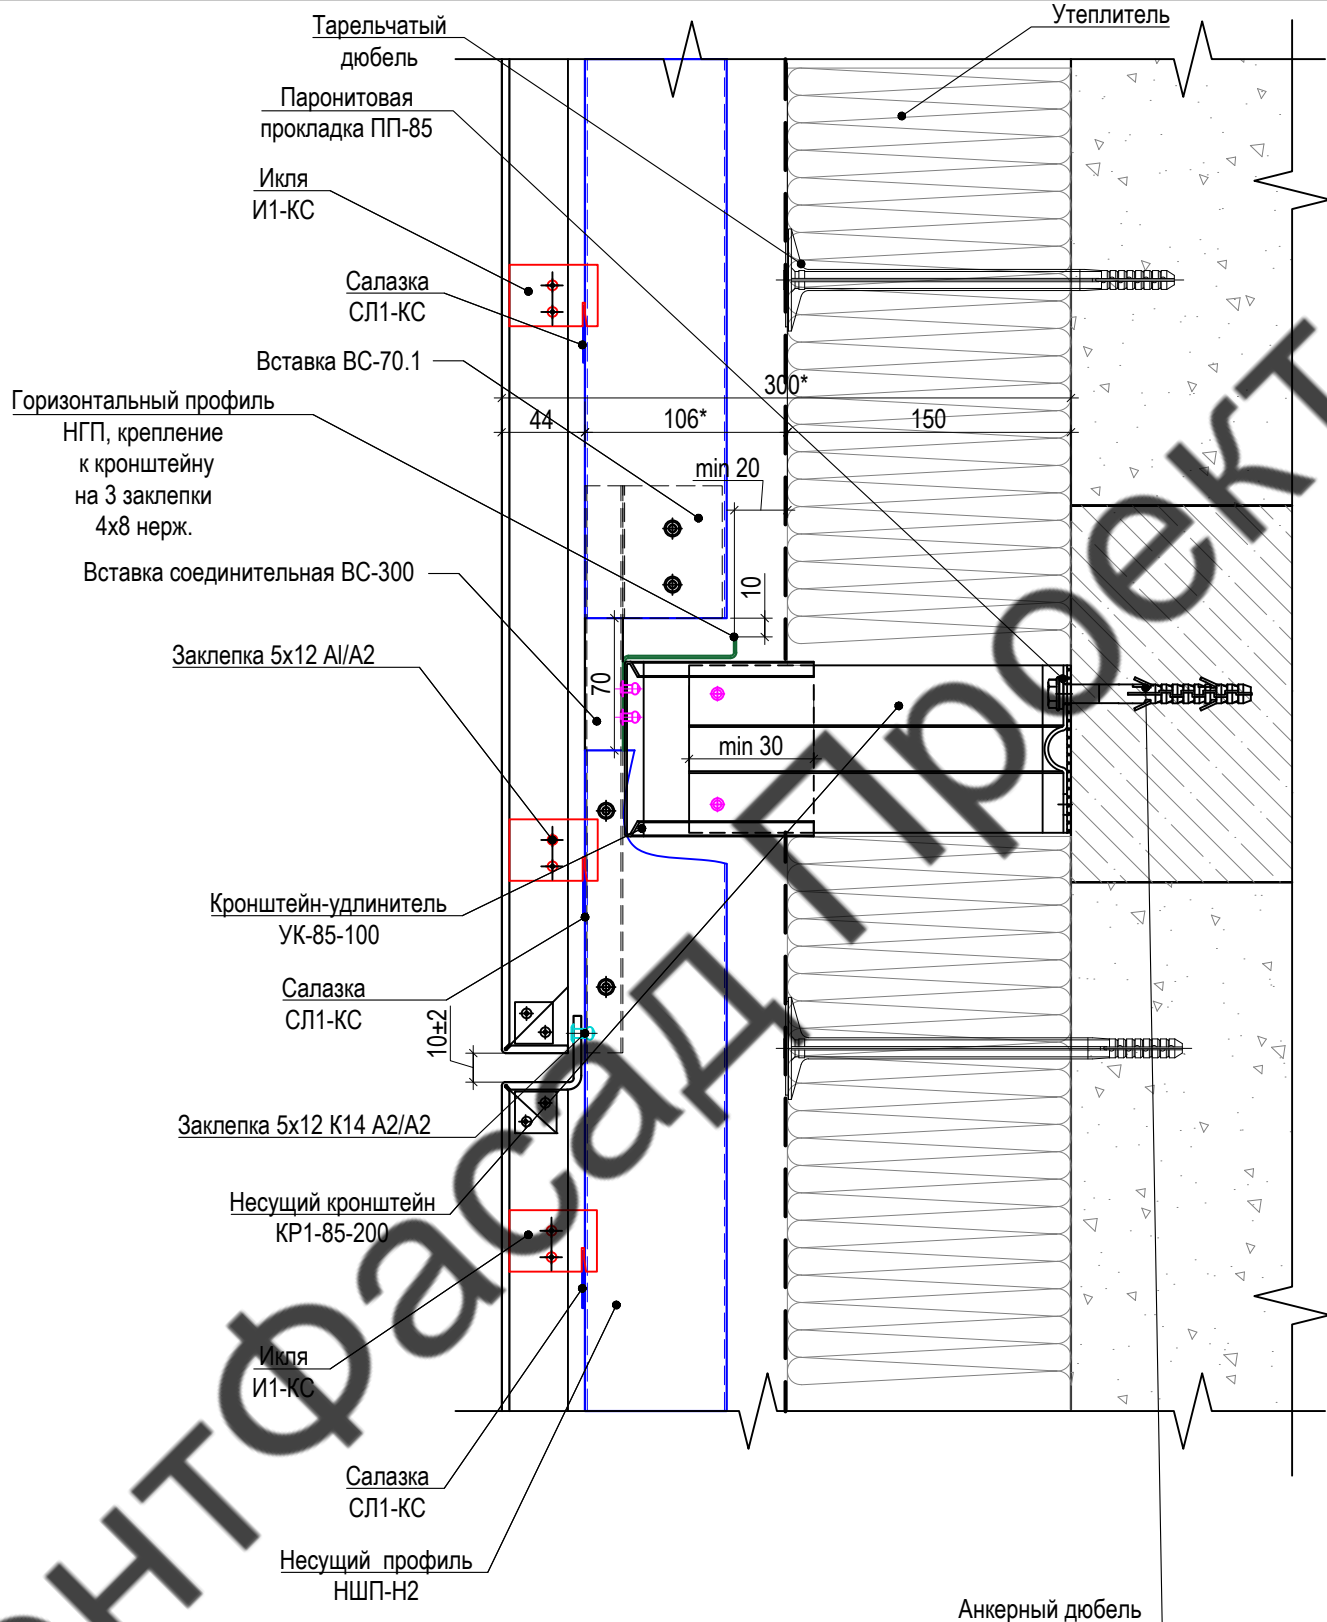 Тарельчатый
дюбель
Утеплитель
Паронитовая
прокладка ПП-85
Икля
И1-КС
Салазка
СЛ1-КС
Вставка ВС-70.1
300*
44
106*
150
Горизонтальный профиль
НГП, крепление
к кронштейну
на 3 заклепки
4х8 нерж.
min 20
10
Вставка соединительная ВС-300
Заклепка 5х12 Al/A2
70
min 30
Кронштейн-удлинитель
УК-85-100
Салазка
СЛ1-КС
10±2
Заклепка 5х12 К14 А2/А2
Несущий кронштейн
КР1-85-200
Икля
И1-КС
Салазка
СЛ1-КС
Несущий профиль
НШП-Н2
Анкерный дюбель
онтФасад Проект